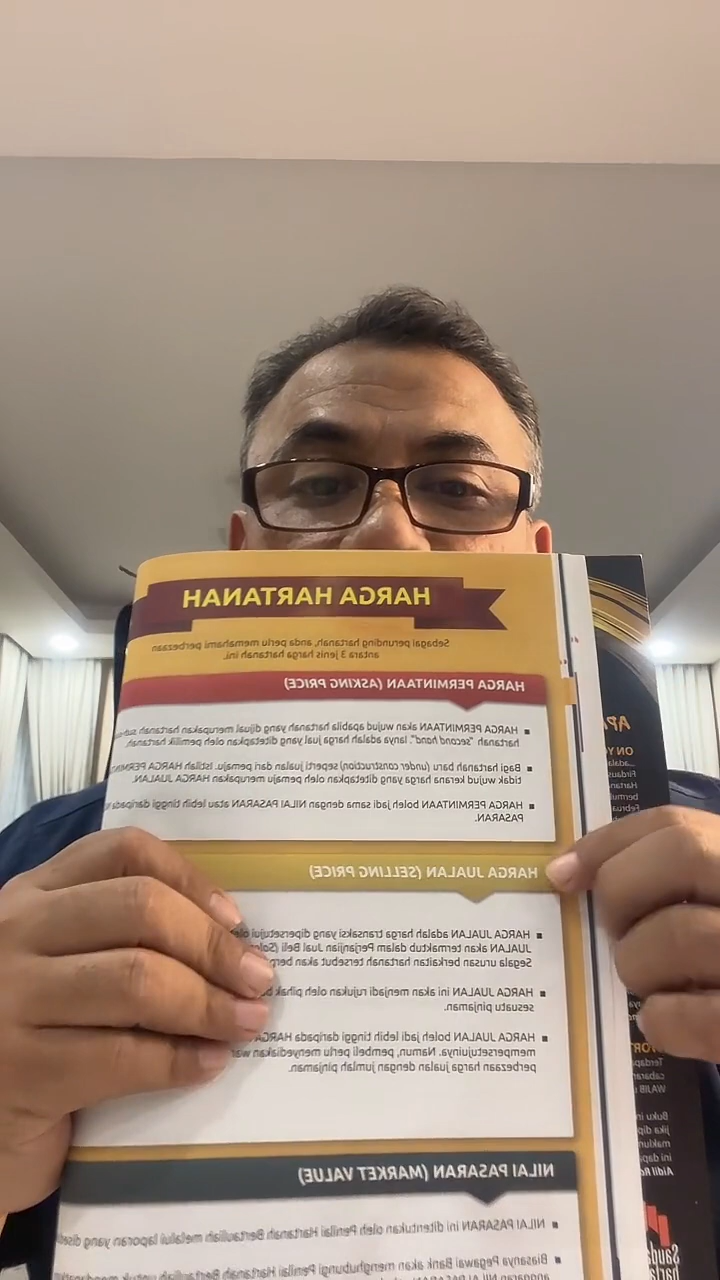 HARGA HARTANAH
Sebagai perunding hartanah, anda perlu memahami perbezaan
antara 3 jenis harga hartanah ini.
HARGA PERMINTAAN (ASKING PRICE)
▪ HARGA PERMINTAAN akan wujud apabila hartanah yang dijual merupakan hartanah
hartanah "second hand". Ianya adalah harga jual yang ditetapkan oleh pemilik hartanah.
▪ Bagi hartanah baru (under construction) seperti jualan dari pemaju. Istilah HARGA
tidak wujud kerana harga yang ditetapkan oleh pemaju merupakan HARGA JUALAN.
▪ HARGA PERMINTAAN boleh jadi sama dengan NILAI PASARAN atau lebih tinggi daripada
PASARAN.
HARGA JUALAN (SELLING PRICE)
▪ HARGA JUALAN adalah harga transaksi yang dipersetujui
JUALAN akan termaktub dalam Perjanjian Jual Beli
Segala urusan berkaitan hartanah tersebut akan
▪ HARGA JUALAN ini akan menjadi rujukan oleh pihak
sesuatu pinjaman.
▪ HARGA JUALAN boleh jadi lebih tinggi daripada
mempersetujuinya. Namun, pembeli perlu menyediakan
perbezaan harga jualan dengan jumlah pinjaman.
NILAI PASARAN (MARKET VALUE)
▪ NILAI PASARAN ini ditentukan oleh Penilai Hartanah Bertauliah melalui laporan yang
▪ Biasanya Pegawai Bank akan menghubungi Penilai Hartanah Bertauliah untuk
ON
Buku ini
jika
ini dapat
Aidil